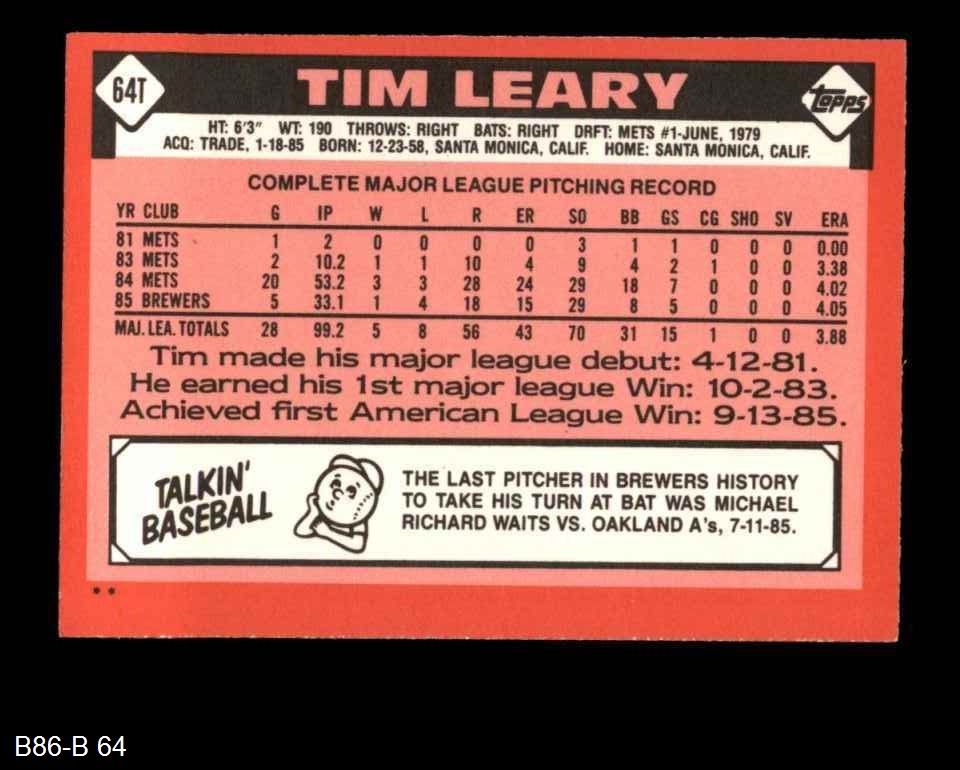 64T
TIM LEARY
Topps
HT: 6'3" WT: 190 THROWS: RIGHT BATS: RIGHT DRFT: METS #1-JUNE, 1979
ACQ: TRADE, 1-18-85 BORN: 12-23-58, SANTA MONICA, CALIF. HOME: SANTA MONICA, CALIF.
COMPLETE MAJOR LEAGUE PITCHING RECORD
YR CLUB G IP W L R ER SO BB GS CG SHO SV ERA
81 METS 1 2 0 0 0 0 3 1 1 0 0 0 0.00
83 METS 2 10.2 1 1 10 4 9 4 2 1 0 0 3.38
84 METS 20 53.2 3 3 28 24 29 18 7 0 0 0 4.02
85 BREWERS 5 33.1 1 4 18 15 29 8 5 0 0 0 4.05
MAJ. LEA. TOTALS 28 99.2 5 8 56 43 70 31 15 1 0 0 3.88
Tim made his major league debut: 4-12-81.
He earned his 1st major league Win: 10-2-83.
Achieved first American League Win: 9-13-85.
TALKIN'
BASEBALL
THE LAST PITCHER IN BREWERS HISTORY
TO TAKE HIS TURN AT BAT WAS MICHAEL
RICHARD WAITS VS. OAKLAND A's, 7-11-85.
B86-B 64